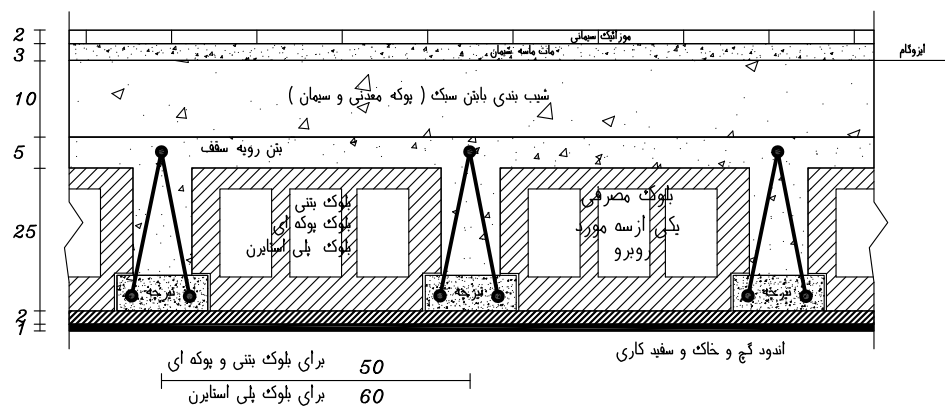 2
موزائیک سیمانی
3
ملات ماسه سیمان
ایزوگام
10
شیب بندی بابتن سبک ( پوکه معدنی و سیمان )
5
بتن رویه سقف
25
بلوک بتنی
بلوک پوکه ای
بلوک پلی استایرن
بلوک مصرفی
یکی ازسه مورد
روبرو
تیرچه
تیرچه
تیرچه
2
1
اندود گچ و خاک و سفید کاری
برای بلوک بتنی و پوکه ای 50
برای بلوک پلی استایرن 60